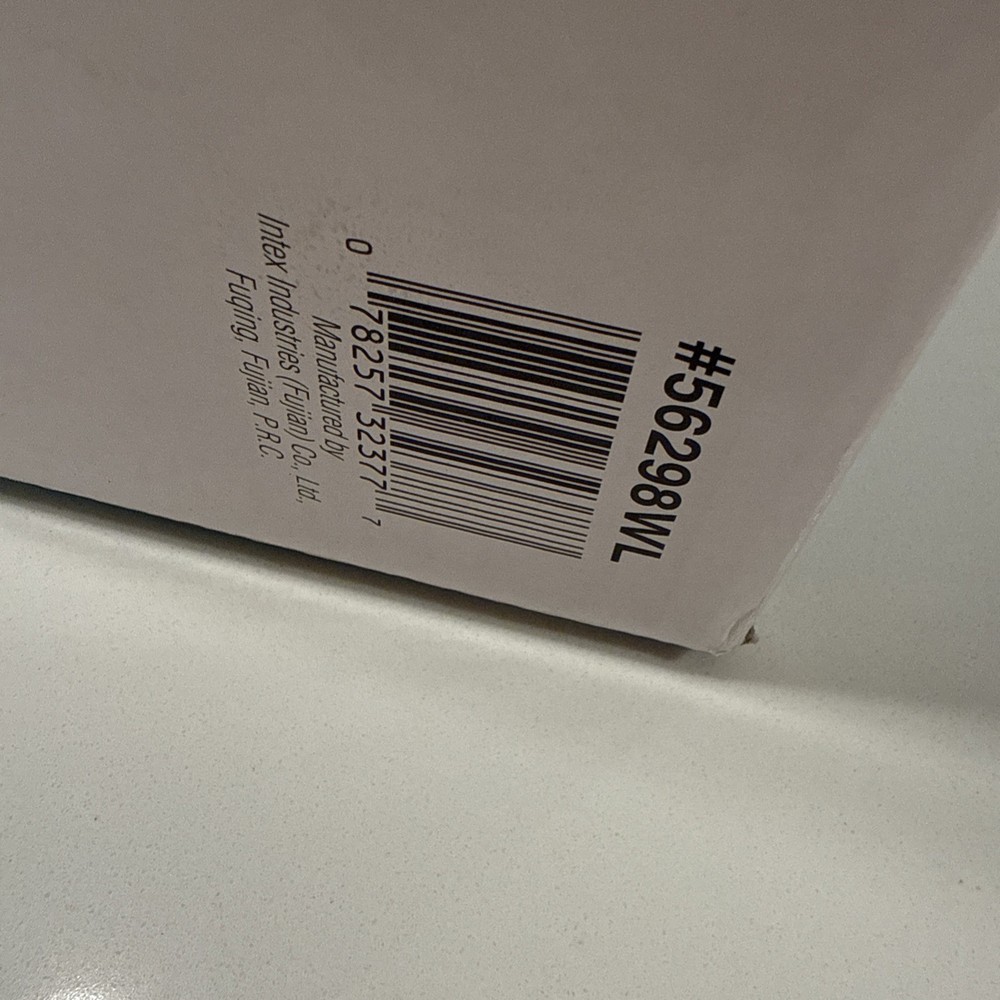 #56298WL
0 78257 32377 7
Manufactured by
Intex Industries (Fujian) Co., Ltd.
Fuqing, Fujian, P.R.C.